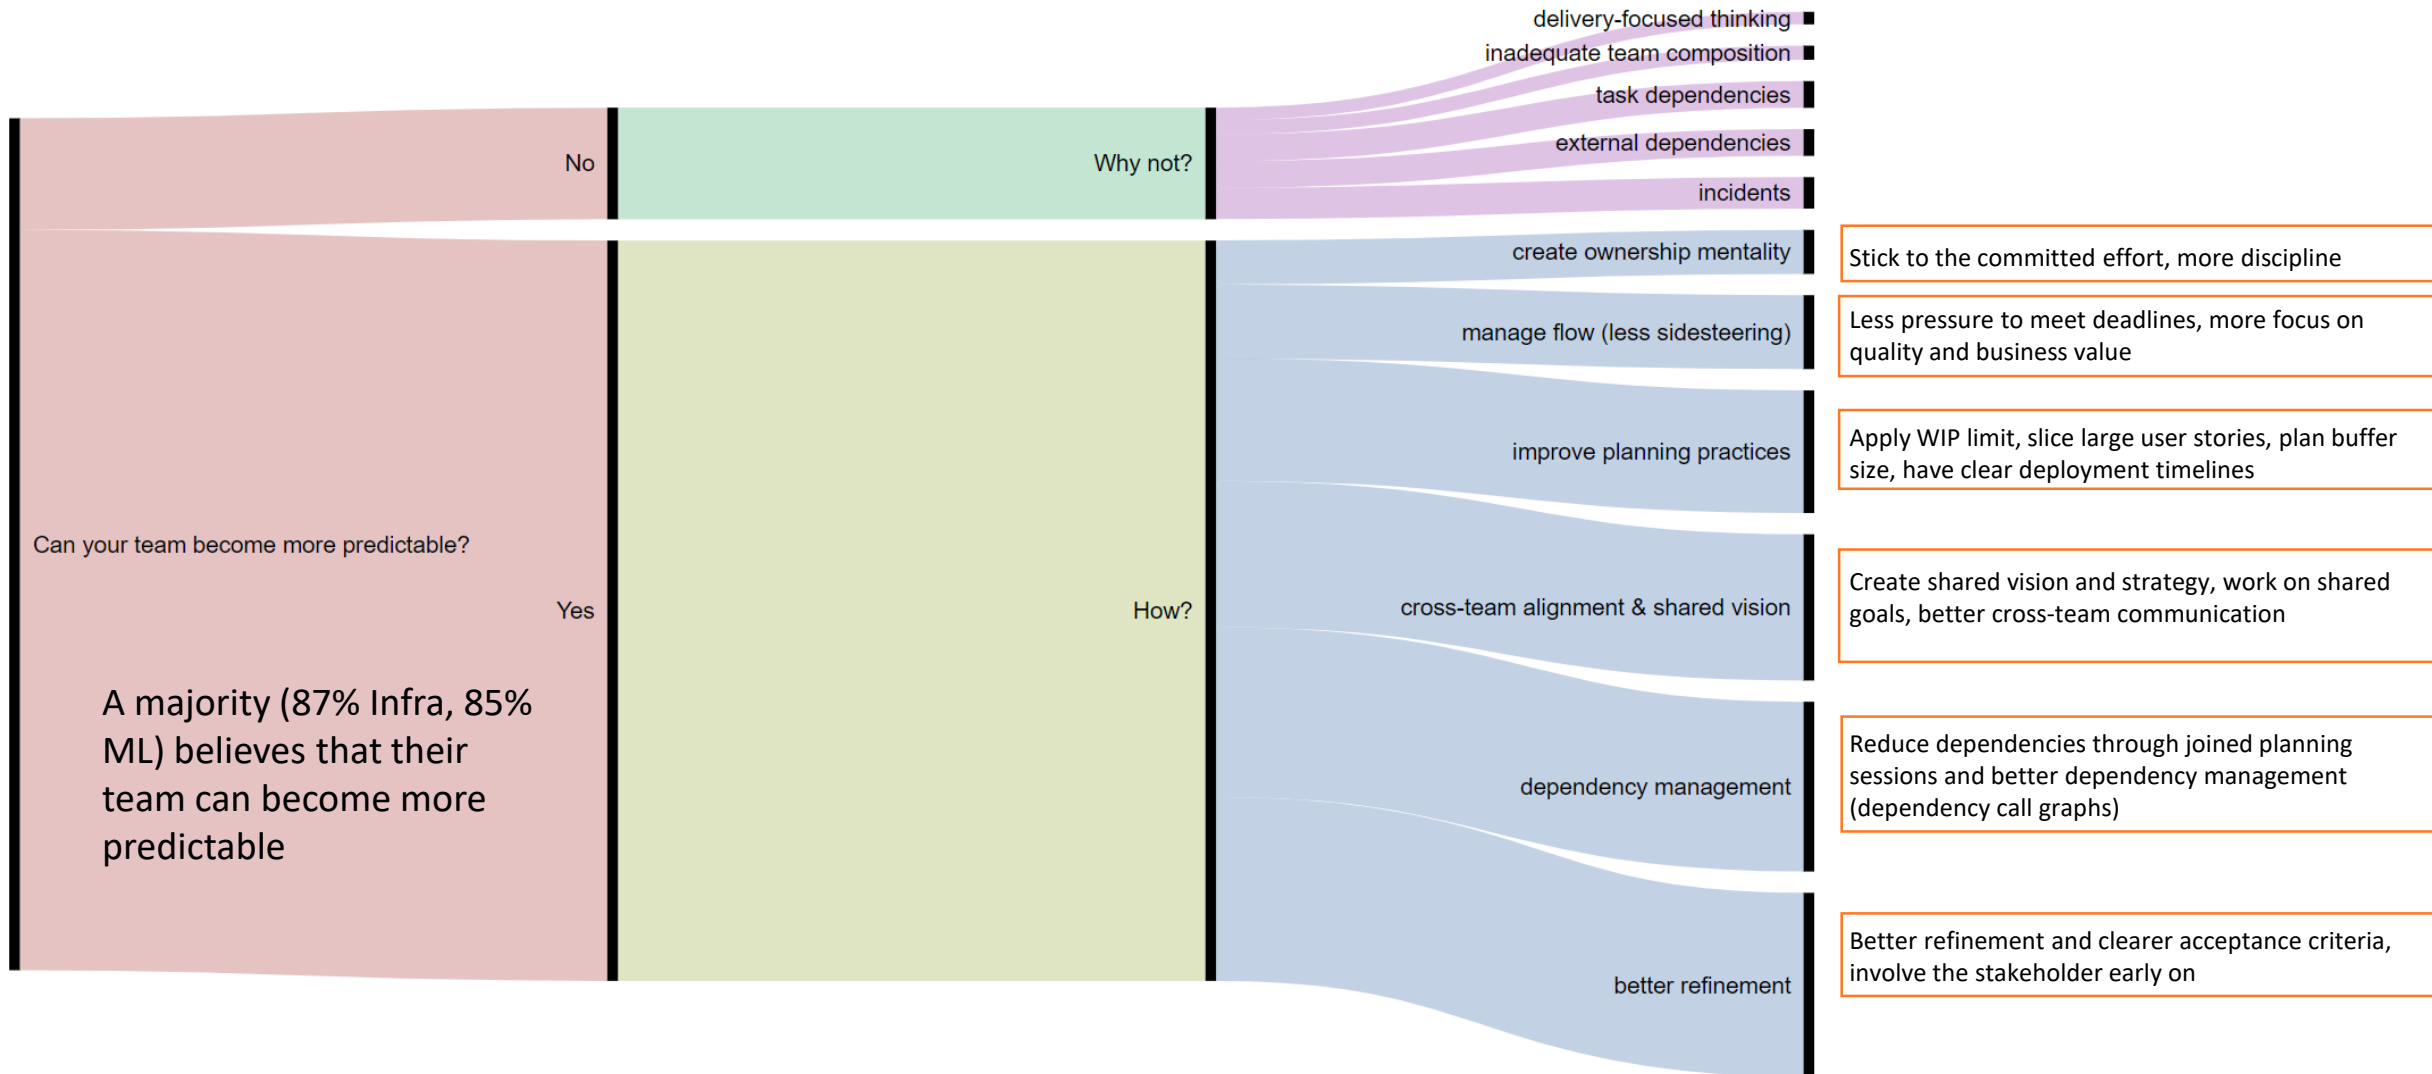 delivery-focused thinking
inadequate team composition
task dependencies
external dependencies
incidents
No
Why not?
create ownership mentality
Stick to the committed effort, more discipline
manage flow (less sidesteering)
Less pressure to meet deadlines, more focus on
quality and business value
improve planning practices
Apply WIP limit, slice large user stories, plan buffer
size, have clear deployment timelines
Can your team become more predictable?
Yes
How?
cross-team alignment & shared vision
Create shared vision and strategy, work on shared
goals, better cross-team communication
A majority (87% Infra, 85%
ML) believes that their
team can become more
predictable
dependency management
Reduce dependencies through joined planning
sessions and better dependency management
(dependency call graphs)
better refinement
Better refinement and clearer acceptance criteria,
involve the stakeholder early on